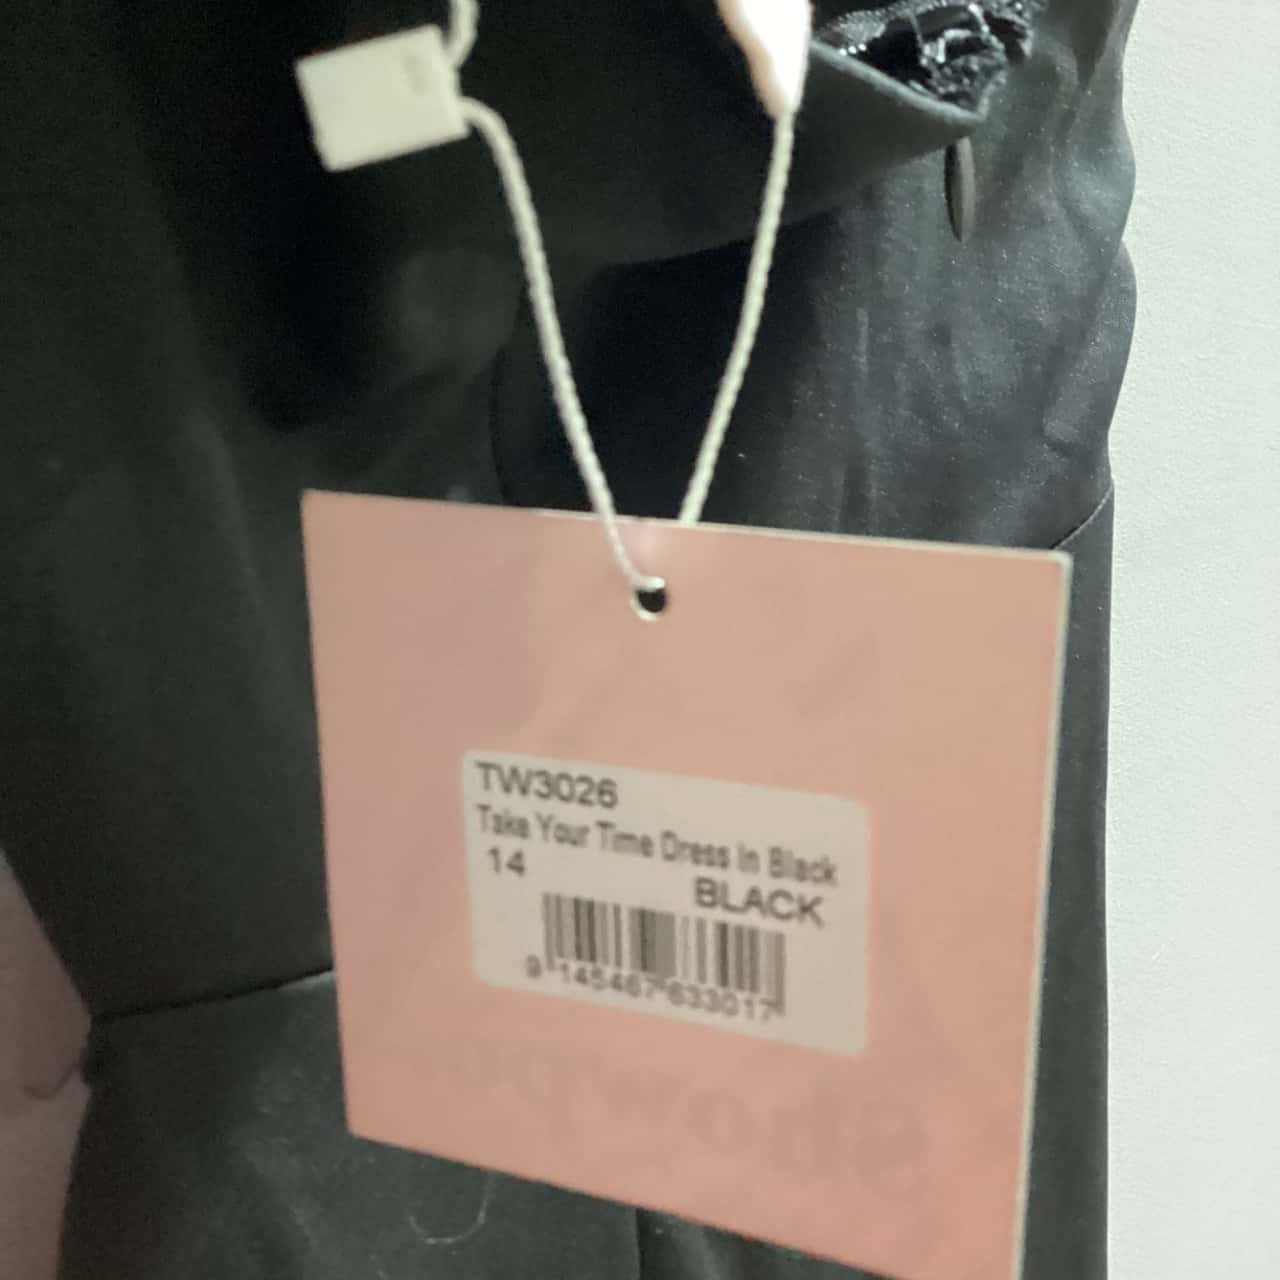 TW3026
Take Your Time Dress In Black
14
BLACK
9 145467 633017